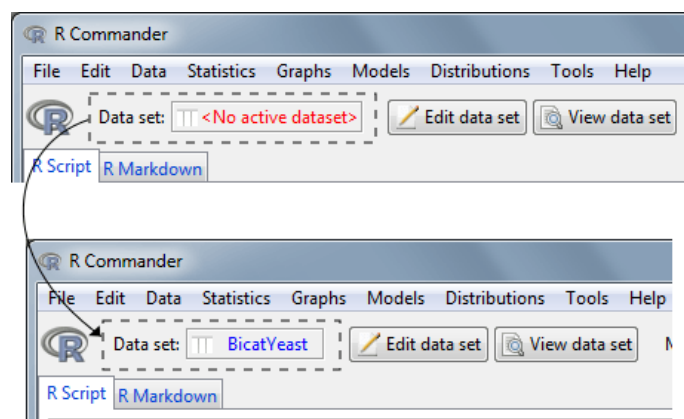 R Commander
File Edit Data Statistics Graphs Models Distributions Tools Help
R Data set: <No active dataset> Edit data set View data set
R Script R Markdown
R Commander
File Edit Data Statistics Graphs Models Distributions Tools Help
R Data set: BicatYeast Edit data set View data set
R Script R Markdown